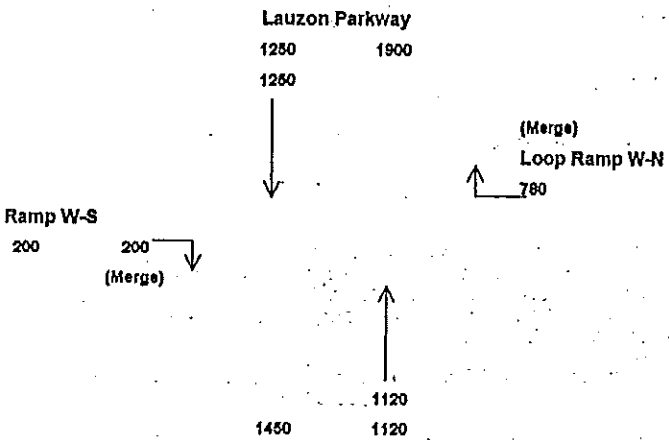 Lauzon Parkway
1250 1900
1250
(Merge)
Loop Ramp W-N
780
Ramp W-S
200 200
(Merge)
1120
1450 1120